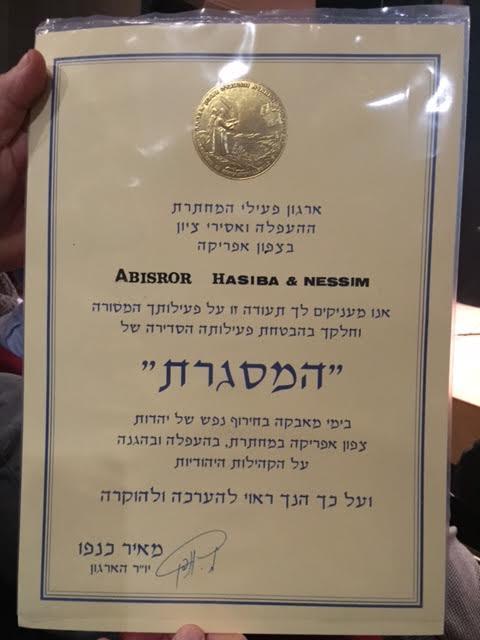 ארגון פעילי המחתרת
ההעפלה ואסירי ציון
בצפון אפריקה
ABISROR HASIBA & NESSIM
אנו מעניקים לך תעודה זו על פעילותך המסורה
וחלקך בהבטחת פעילותה הסדירה של
"המסגרת"
בימי מאבקה בחירוף נפש של יהדות
צפון אפריקה במחתרת, בהעפלה ובהגנה
על הקהילות היהודיות
ועל כך הנך ראוי להערכה ולהוקרה
מאיר כנפו
יו"ר הארגון